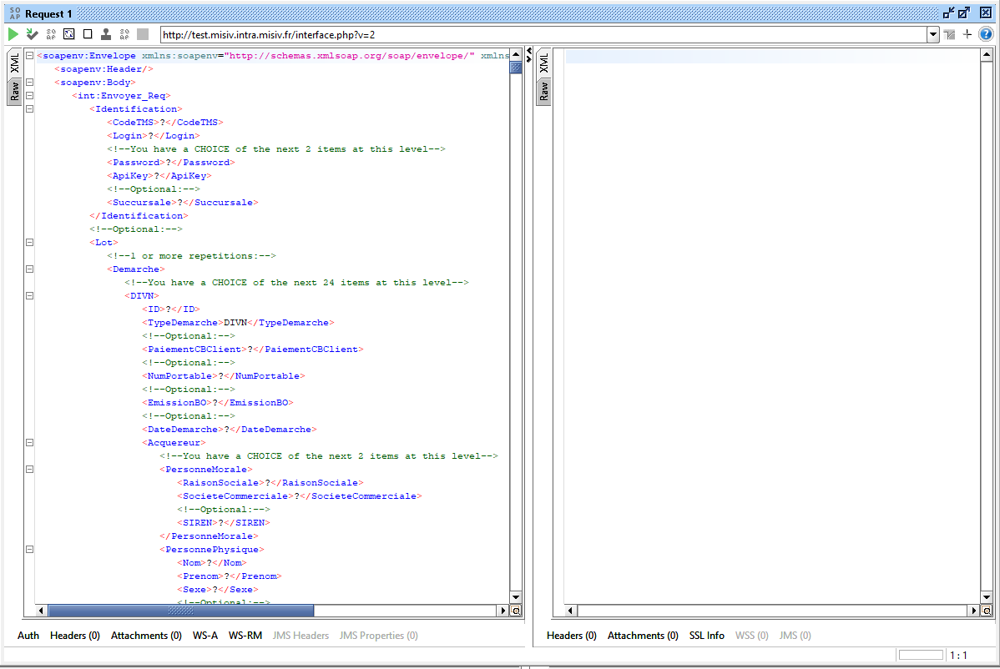 SO AP Request 1
SO AP SO AP http://test.misiv.intra.misiv.fr/interface.php?v=2 ?
XML
Raw
<soapenv:Envelope xmlns:soapenv="http://schemas.xmlsoap.org/soap/envelope/" xmlns
<soapenv:Header/>
<soapenv:Body>
<int:Envoyer_Req>
<Identification>
<CodeTMS>?</CodeTMS>
<Login>?</Login>
<!--You have a CHOICE of the next 2 items at this level-->
<Password>?</Password>
<ApiKey>?</ApiKey>
<!--Optional:-->
<Succursale>?</Succursale>
</Identification>
<!--Optional:-->
<Lot>
<!--1 or more repetitions:-->
<Demarche>
<!--You have a CHOICE of the next 24 items at this level-->
<DIVN>
<ID>?</ID>
<TypeDemarche>DIVN</TypeDemarche>
<!--Optional:-->
<PaiementCBClient>?</PaiementCBClient>
<!--Optional:-->
<NumPortable>?</NumPortable>
<!--Optional:-->
<EmissionBO>?</EmissionBO>
<!--Optional:-->
<DateDemarche>?</DateDemarche>
<Acquereur>
<!--You have a CHOICE of the next 2 items at this level-->
<PersonneMorale>
<RaisonSociale>?</RaisonSociale>
<SocieteCommerciale>?</SocieteCommerciale>
<!--Optional:-->
<SIREN>?</SIREN>
</PersonneMorale>
<PersonnePhysique>
<Nom>?</Nom>
<Prenom>?</Prenom>
<Sexe>?</Sexe>
<!--Optional:-->
XML
Raw
Auth Headers (0) Attachments (0) WS-A WS-RM JMS Headers JMS Properties (0)
Headers (0) Attachments (0) SSL Info WSS (0) JMS (0)
1 : 1